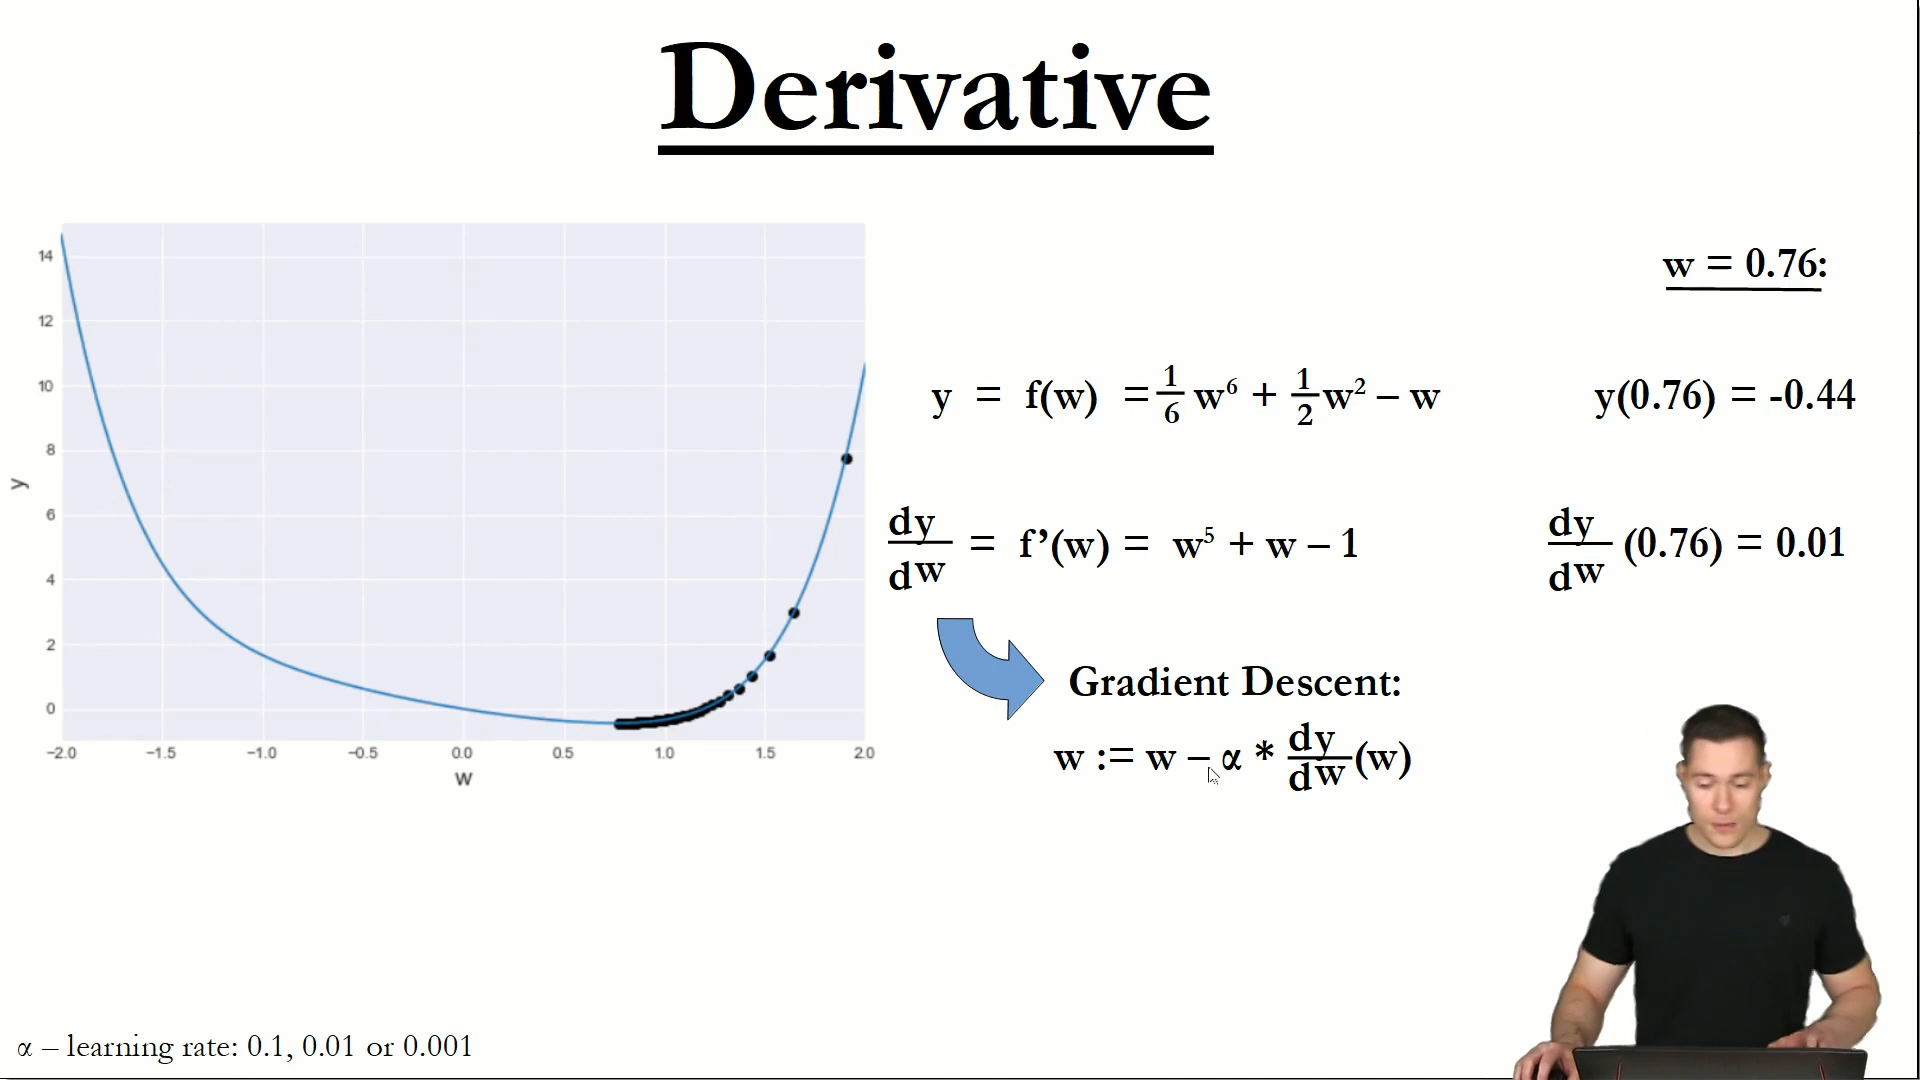 Derivative
14
12
10
8
6
4
2
0
y
−2.0 −1.5 −1.0 −0.5 0.0 0.5 1.0 1.5 2.0
w
w = 0.76:
y = f(w) = 1/6 w⁶ + 1/2 w² – w
y(0.76) = -0.44
dy/dw = f’(w) = w⁵ + w – 1
dy/dw (0.76) = 0.01
Gradient Descent:
w := w – α * dy/dw (w)
α – learning rate: 0.1, 0.01 or 0.001